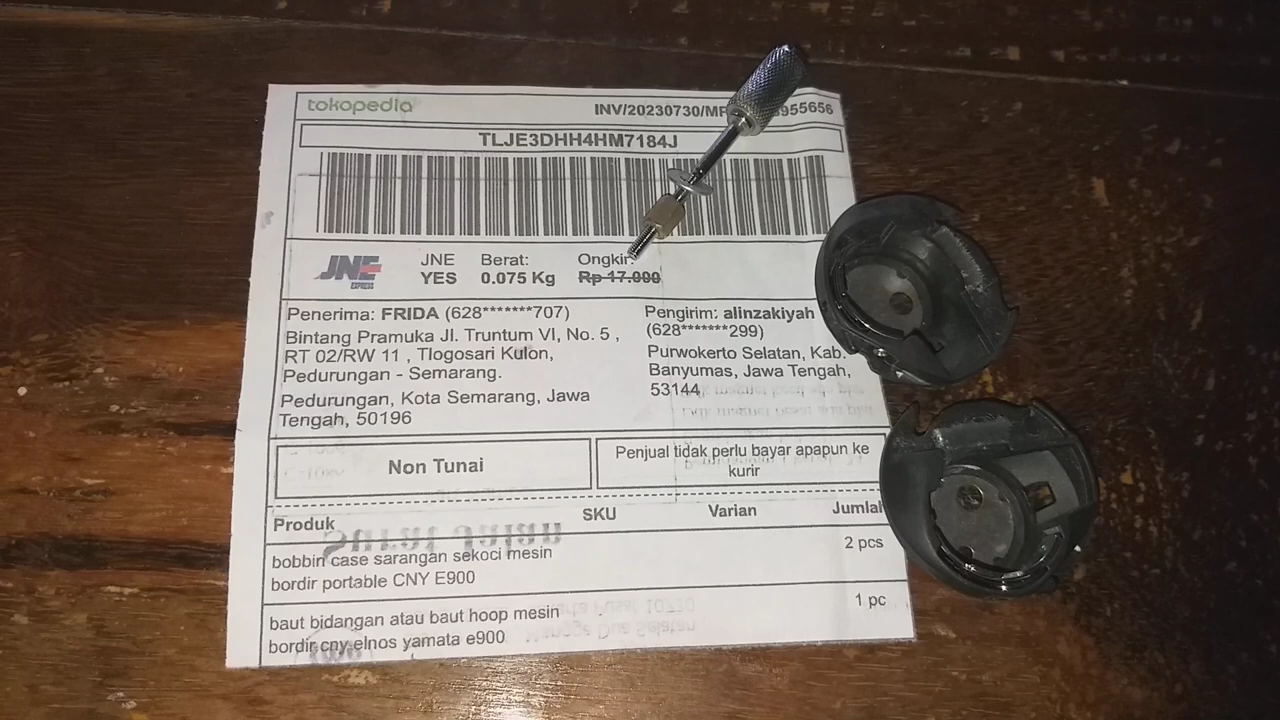 tokopedia
INV/20230730/MP 955656
TLJE3DHH4HM7184J
JNE
EXPRESS
JNE
YES
Berat:
0.075 Kg
Ongkir:
Rp 17.000
Penerima: FRIDA (628*******707)
Bintang Pramuka Jl. Truntum VI, No. 5 ,
RT 02/RW 11 , Tlogosari Kulon,
Pedurungan - Semarang.
Pedurungan, Kota Semarang, Jawa
Tengah, 50196
Pengirim: alinzakiyah
(628*******299)
Purwokerto Selatan, Kab.
Banyumas, Jawa Tengah,
53144
Non Tunai
Penjual tidak perlu bayar apapun ke
kurir
Produk SKU Varian Jumlah
bobbin case sarangan sekoci mesin 2 pcs
bordir portable CNY E900
baut bidangan atau baut hoop mesin 1 pc
bordir cny elnos yamata e900
Surat Jalan